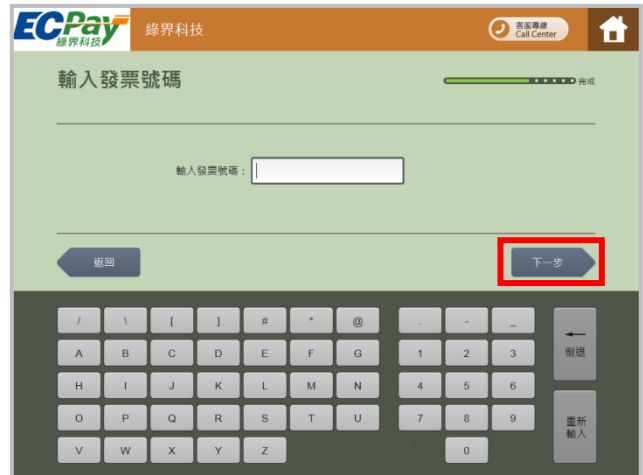 ECPay
綠界科技
綠界科技
客服專線
Call Center
輸入發票號碼
完成
輸入發票號碼：
返回
下一步
/ \ [ ] # * @ . - _
倒退
A B C D E F G 1 2 3
H I J K L M N 4 5 6
O P Q R S T U 7 8 9
重新
輸入
V W X Y Z 0